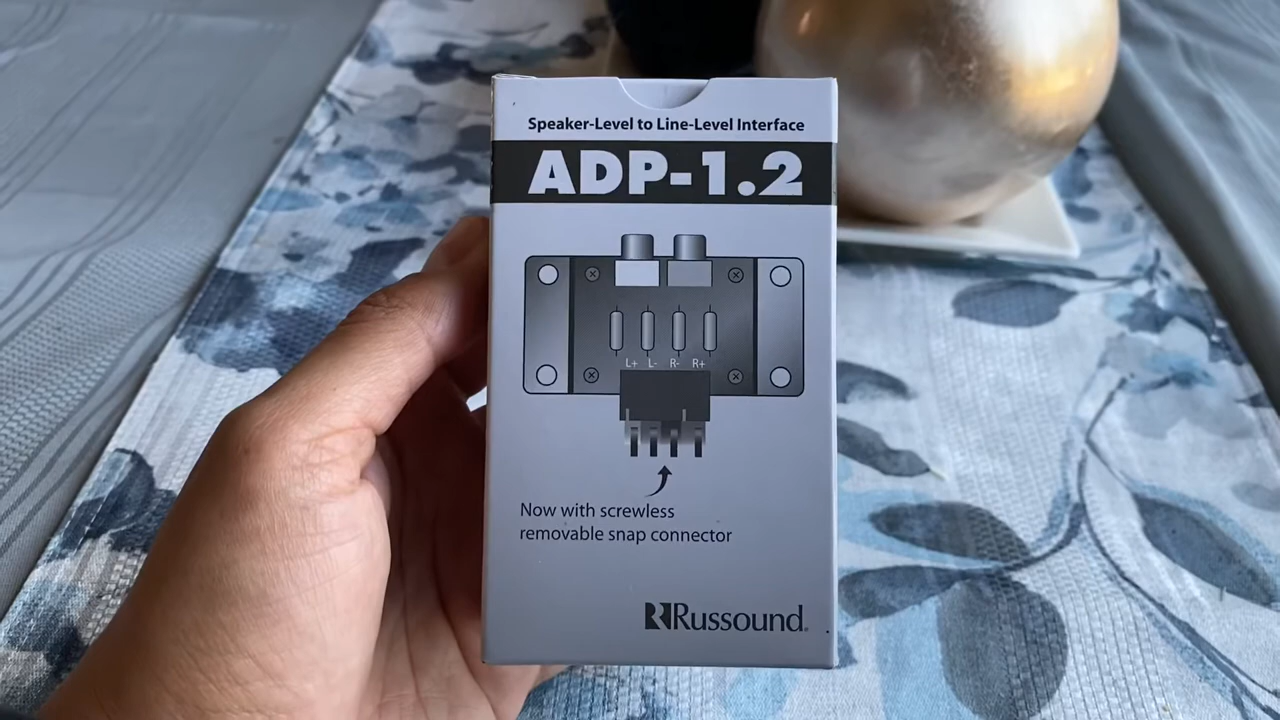 Speaker-Level to Line-Level Interface
ADP-1.2
L+ L- R- R+
Now with screwless
removable snap connector
Russound